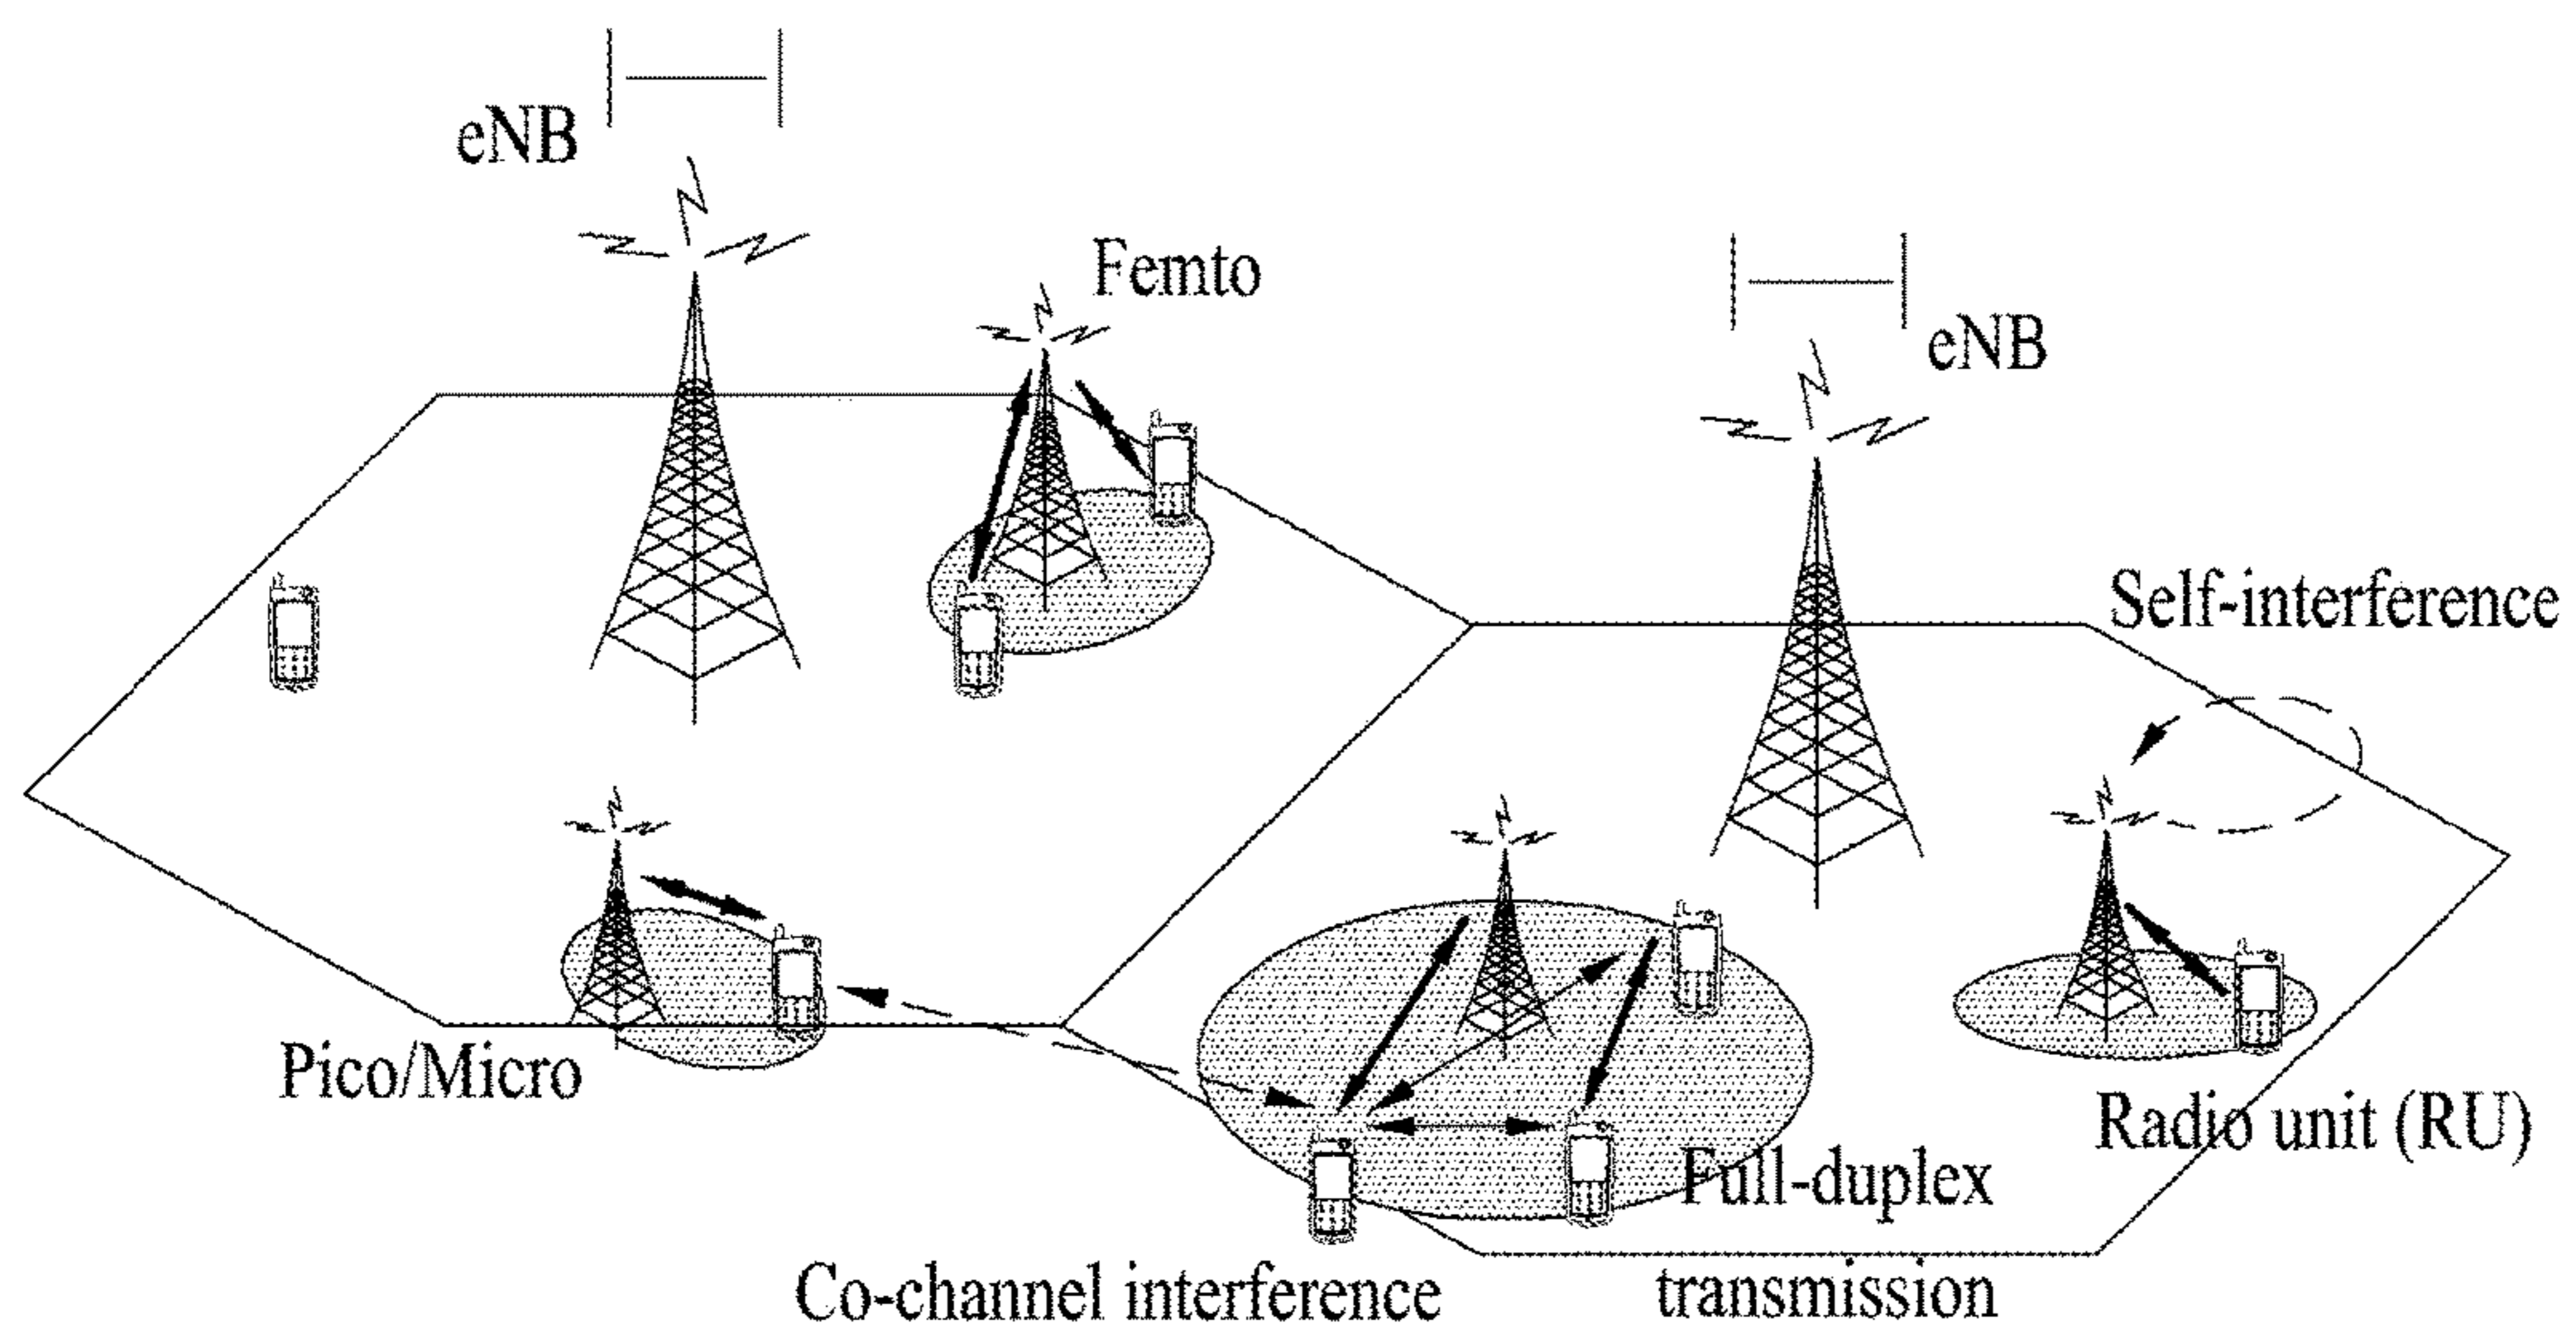 eNB
Femto
eNB
Self-interference
Pico/Micro
Radio unit (RU)
Full-duplex
transmission
Co-channel interference